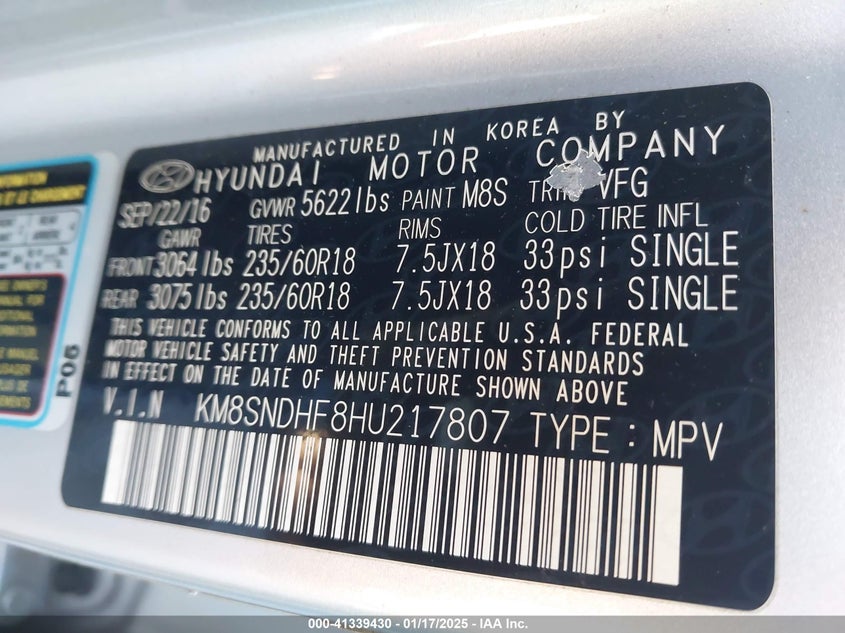 MANUFACTURED IN KOREA BY
HYUNDAI MOTOR COMPANY
SEP/22/16 GVWR 5622lbs PAINT M8S TRIM VFG
GAWR TIRES RIMS COLD TIRE INFL
FRONT 3064lbs 235/60R18 7.5JX18 33psi SINGLE
REAR 3075lbs 235/60R18 7.5JX18 33psi SINGLE
THIS VEHICLE CONFORMS TO ALL APPLICABLE U.S.A. FEDERAL
MOTOR VEHICLE SAFETY AND THEFT PREVENTION STANDARDS
IN EFFECT ON THE DATE OF MANUFACTURE SHOWN ABOVE
V.I.N KM8SNDHF8HU217807 TYPE : MPV
P06
000-41339430 - 01/17/2025 - IAA Inc.